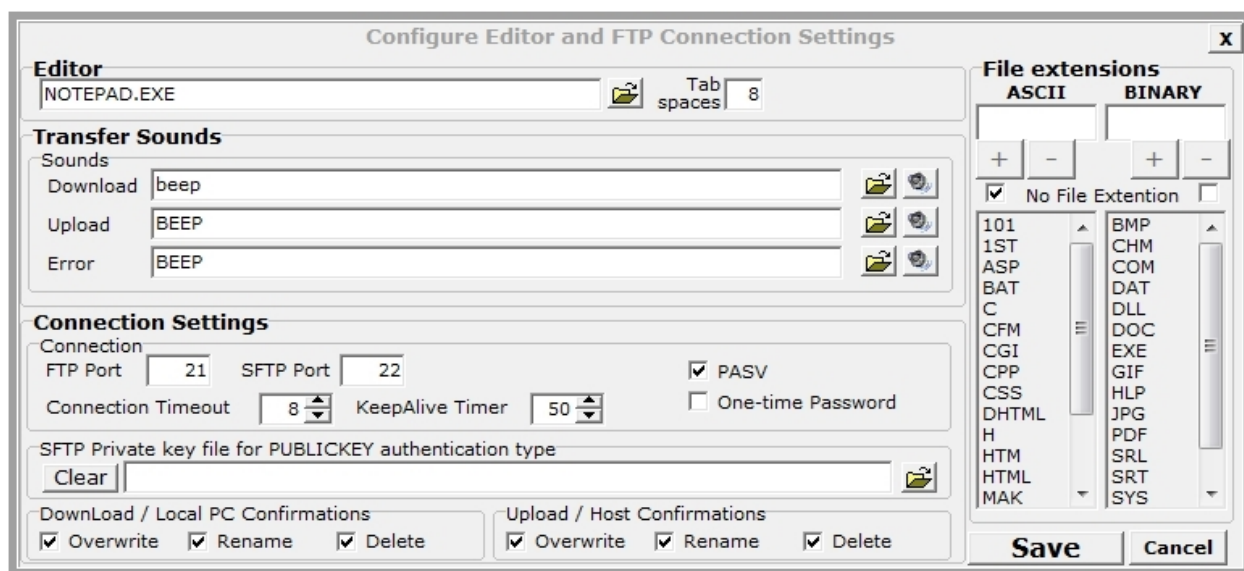 Configure Editor and FTP Connection Settings
X
Editor
NOTEPAD.EXE
Tab spaces 8
Transfer Sounds
Sounds
Download beep
Upload BEEP
Error BEEP
Connection Settings
Connection
FTP Port 21 SFTP Port 22 PASV
Connection Timeout 8 KeepAlive Timer 50 One-time Password
SFTP Private key file for PUBLICKEY authentication type
Clear
DownLoad / Local PC Confirmations
Overwrite Rename Delete
Upload / Host Confirmations
Overwrite Rename Delete
File extensions
ASCII BINARY
+ - + -
No File Extention
101
1ST
ASP
BAT
C
CFM
CGI
CPP
CSS
DHTML
H
HTM
HTML
MAK
BMP
CHM
COM
DAT
DLL
DOC
EXE
GIF
HLP
JPG
PDF
SRL
SRT
SYS
Save Cancel